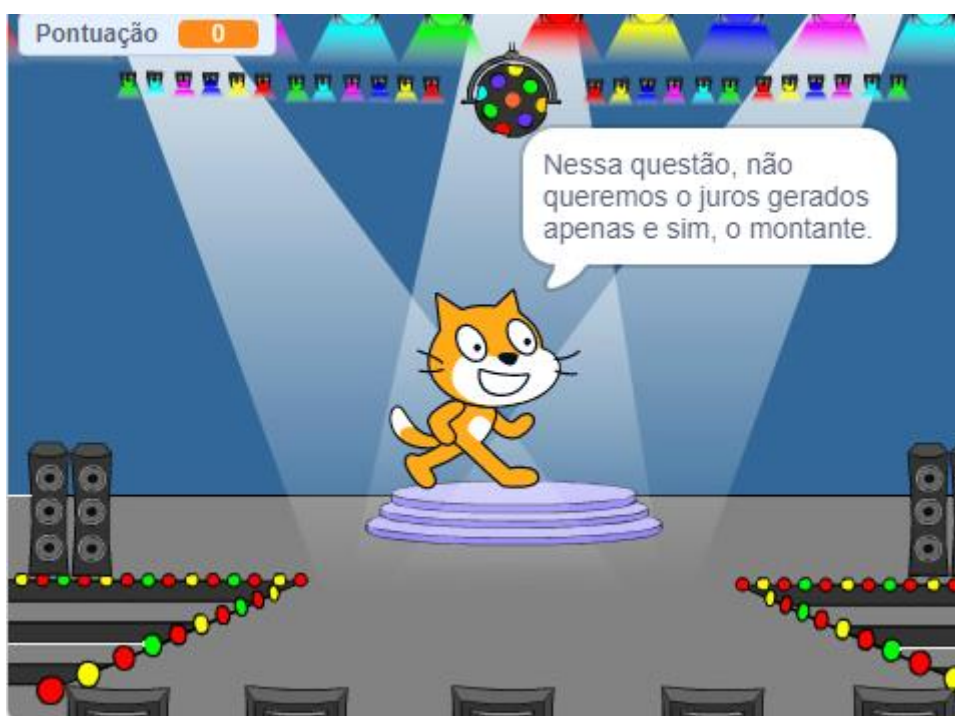 Pontuação 0
Nessa questão, não
queremos o juros gerados
apenas e sim, o montante.